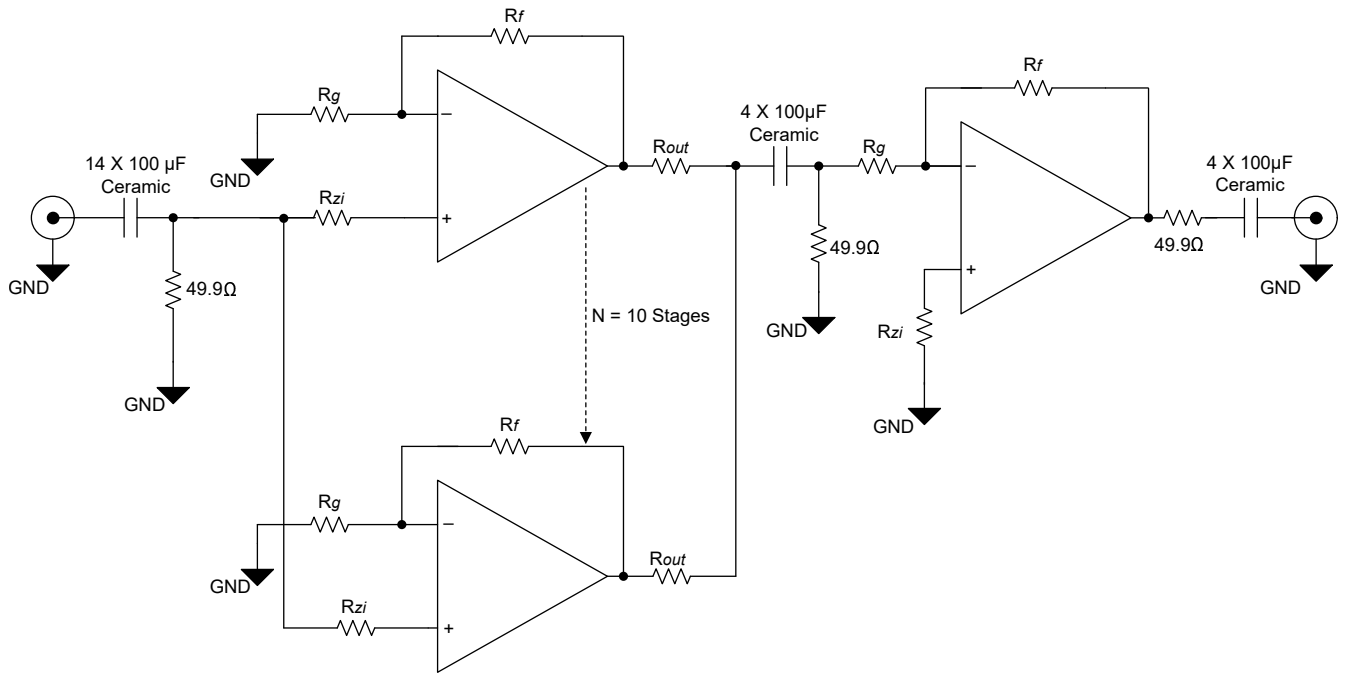 Rf
Rg
GND
14 X 100 µF
Ceramic
Rzi
GND
49.9Ω
GND
Rout
4 X 100µF
Ceramic
Rg
Rf
49.9Ω
GND
Rzi
GND
49.9Ω
4 X 100µF
Ceramic
GND
N = 10 Stages
Rf
Rg
GND
Rzi
Rout
−
+
−
+
−
+